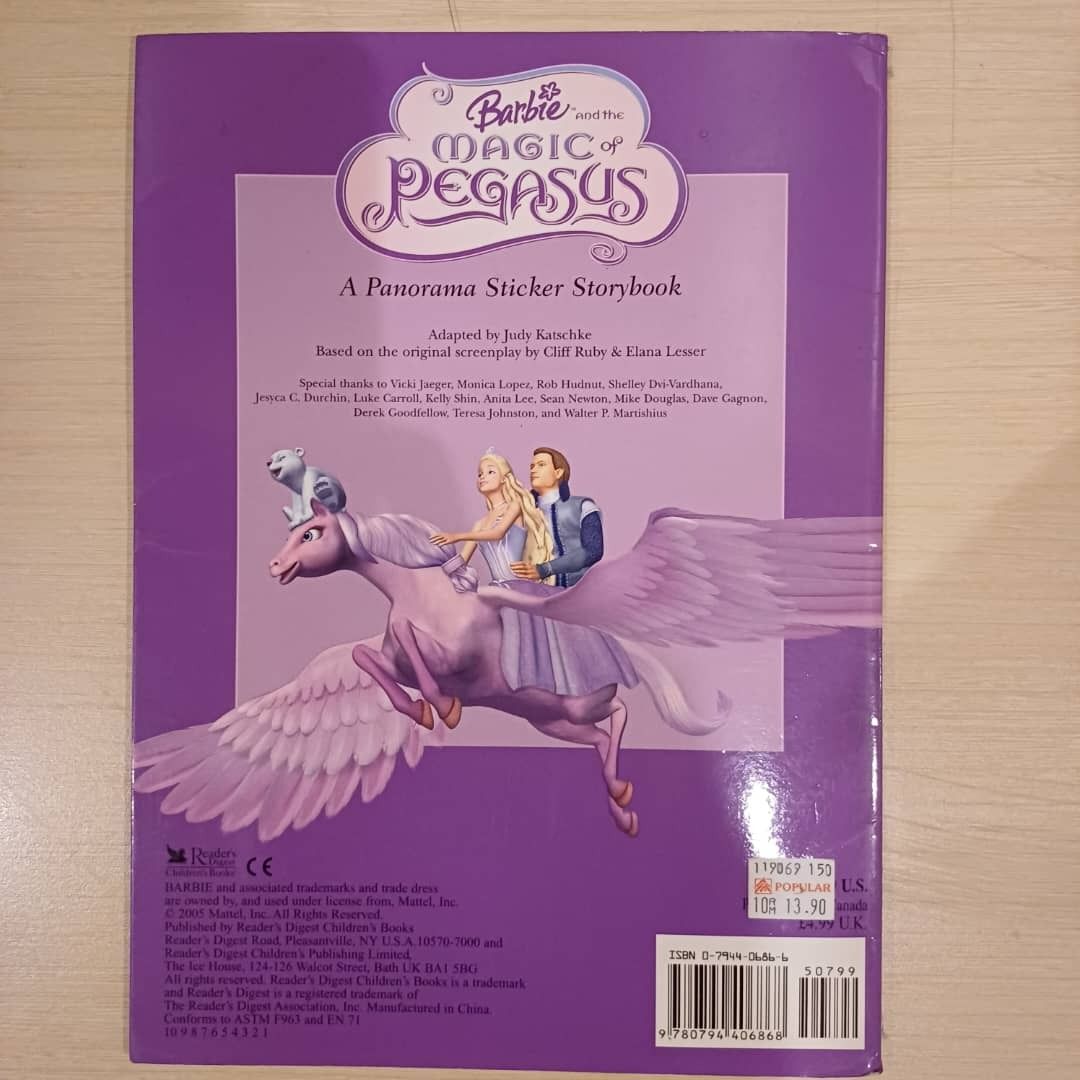 Barbie™ and the
MAGIC of
PEGASUS
A Panorama Sticker Storybook
Adapted by Judy Katschke
Based on the original screenplay by Cliff Ruby & Elana Lesser
Special thanks to Vicki Jaeger, Monica Lopez, Rob Hudnut, Shelley Dvi-Vardhana,
Jesyca C. Durchin, Luke Carroll, Kelly Shin, Anita Lee, Sean Newton, Mike Douglas, Dave Gagnon,
Derek Goodfellow, Teresa Johnston, and Walter P. Martishius
Reader's
Digest
Children's Books
CE
BARBIE and associated trademarks and trade dress
are owned by, and used under license from, Mattel, Inc.
© 2005 Mattel, Inc. All Rights Reserved.
Published by Reader's Digest Children's Books
Reader's Digest Road, Pleasantville, NY U.S.A.10570-7000 and
Reader's Digest Children's Publishing Limited,
The Ice House, 124-126 Walcot Street, Bath UK BA1 5BG
All rights reserved. Reader's Digest Children's Books is a trademark
and Reader's Digest is a registered trademark of
The Reader's Digest Association, Inc. Manufactured in China.
Conforms to ASTM F963 and EN 71
10 9 8 7 6 5 4 3 2 1
119069 150
POPULAR
10 RM 13.90
U.S.
£4.99 U.K.
ISBN 0-7944-0686-6
50799
9 780794 406868